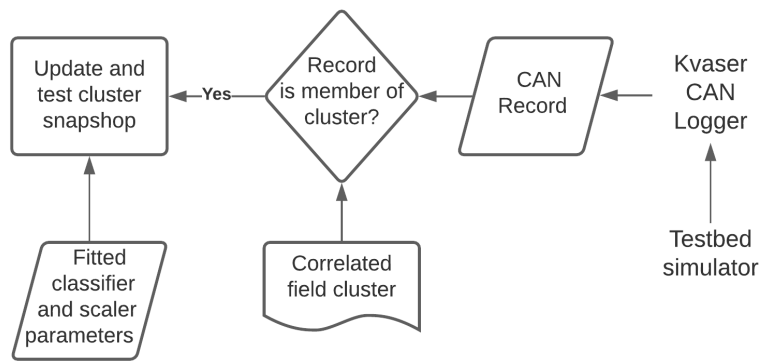 Update and
test cluster
snapshop
Yes
Record
is member of
cluster?
CAN
Record
Kvaser
CAN
Logger
Testbed
simulator
Fitted
classifier
and scaler
parameters
Correlated
field cluster